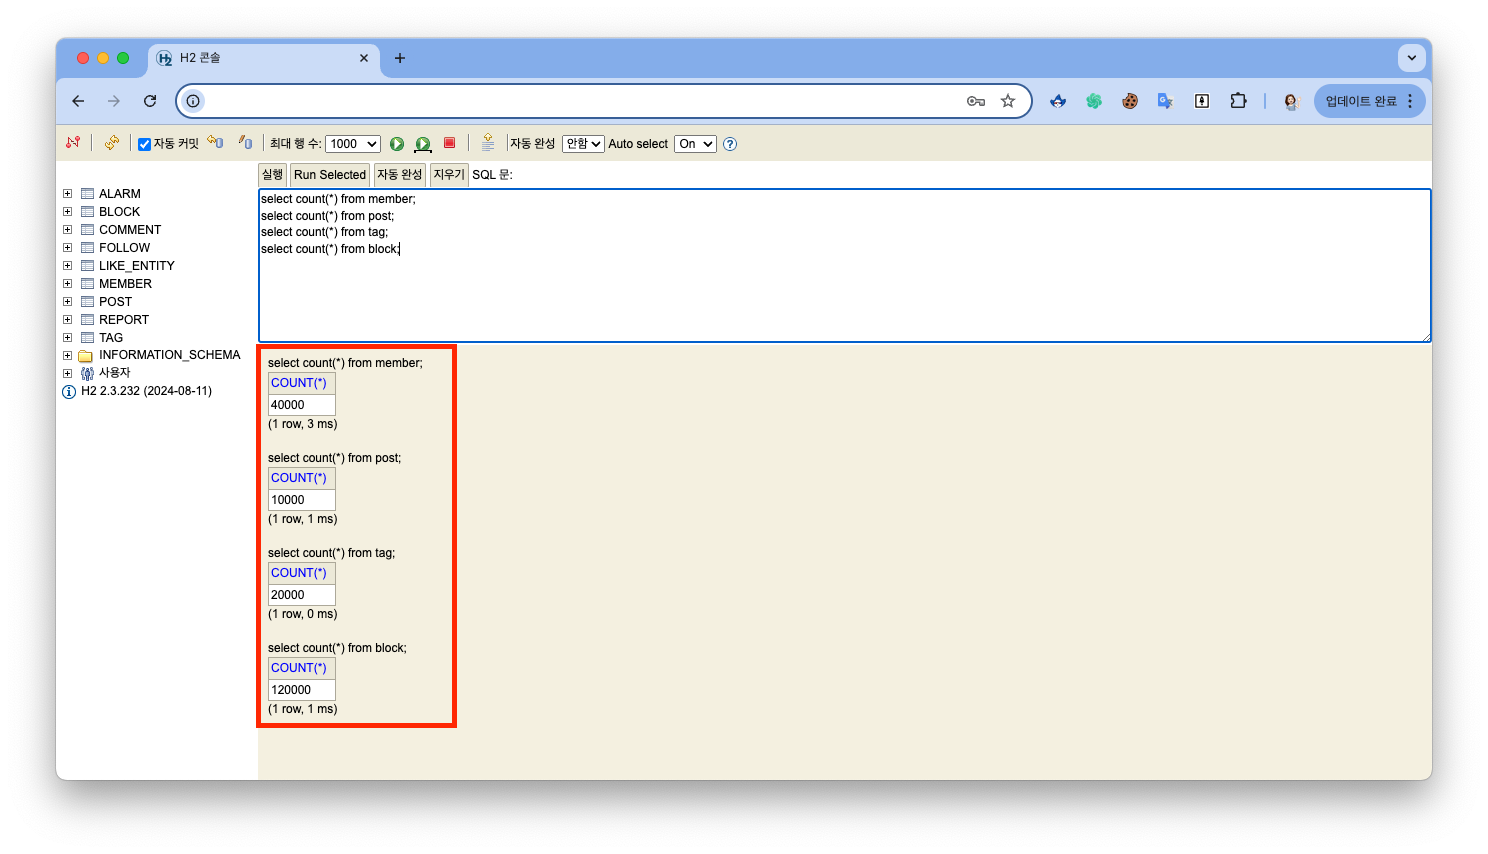 H2 콘솔
업데이트 완료
자동 커밋 최대 행 수: 1000 자동 완성 안함 Auto select On
실행 Run Selected 자동 완성 지우기 SQL 문:
ALARM
BLOCK
COMMENT
FOLLOW
LIKE_ENTITY
MEMBER
POST
REPORT
TAG
INFORMATION_SCHEMA
사용자
H2 2.3.232 (2024-08-11)
select count(*) from member;
select count(*) from post;
select count(*) from tag;
select count(*) from block;
select count(*) from member;
COUNT(*)
40000
(1 row, 3 ms)
select count(*) from post;
COUNT(*)
10000
(1 row, 1 ms)
select count(*) from tag;
COUNT(*)
20000
(1 row, 0 ms)
select count(*) from block;
COUNT(*)
120000
(1 row, 1 ms)